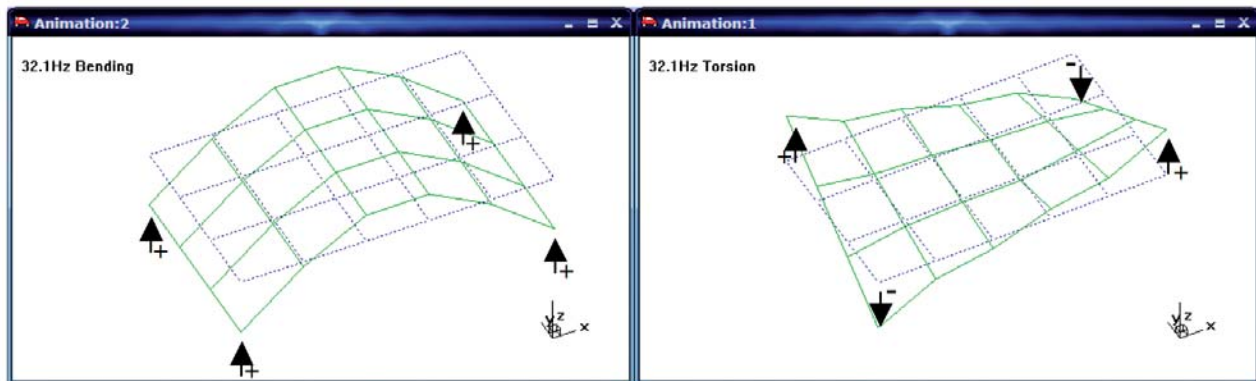 Animation:2
32.1Hz Bending
+
+
+
+
z
x
Animation:1
32.1Hz Torsion
-
+
+
-
z
x